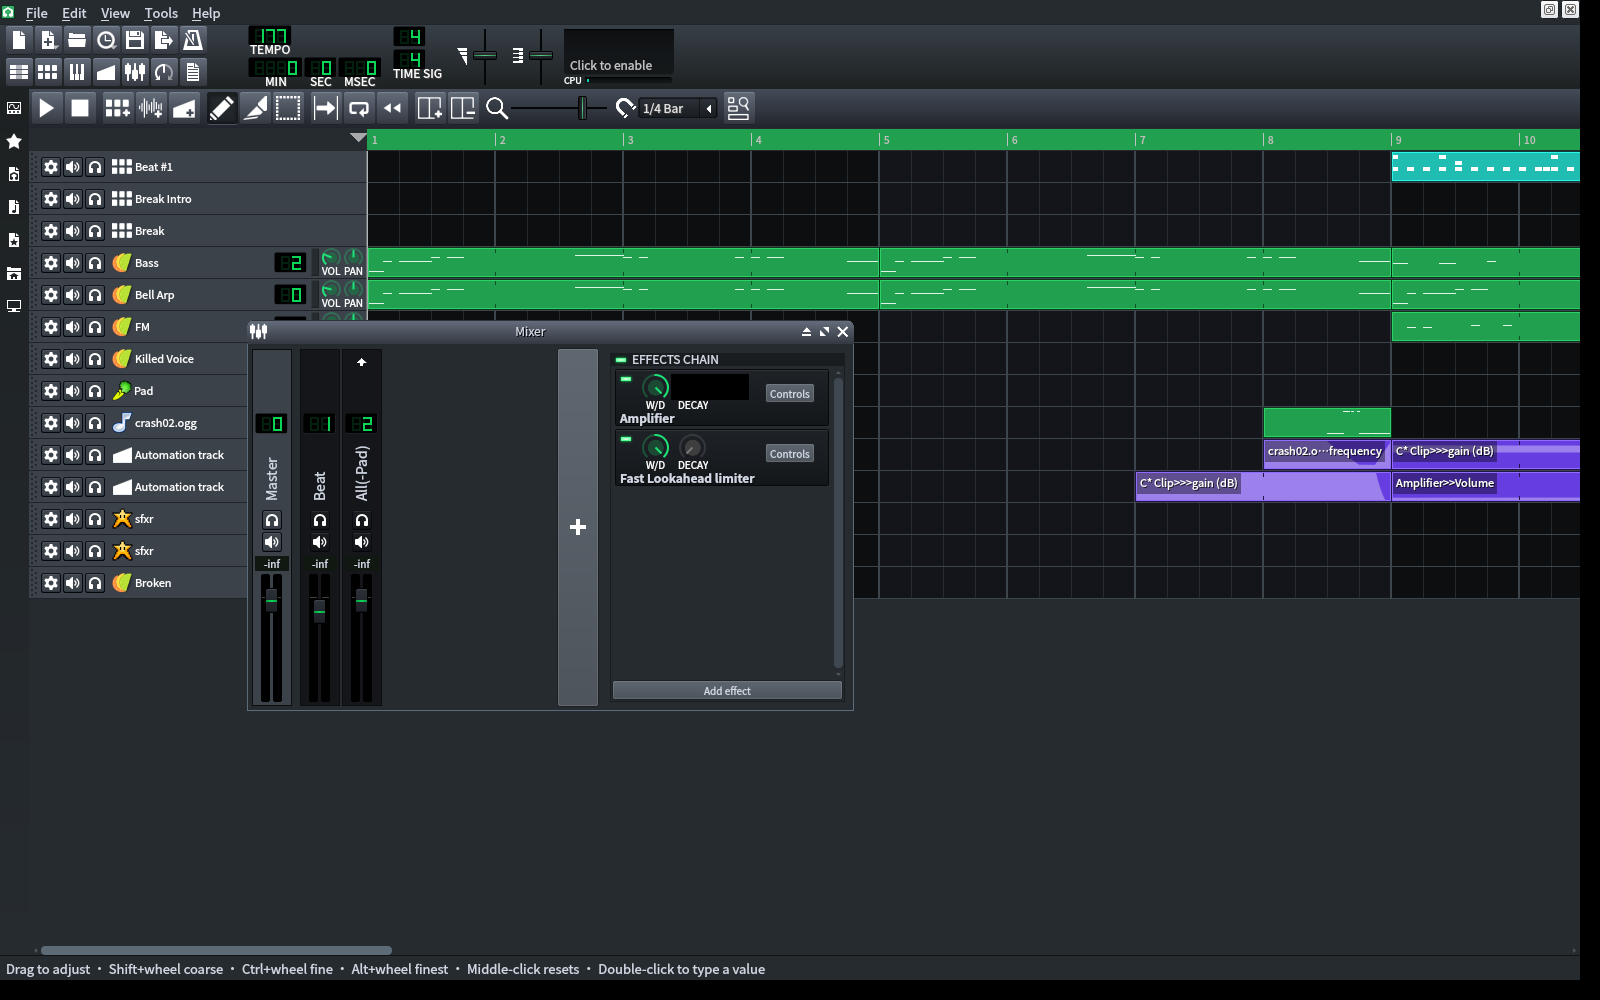 File Edit View Tools Help
177
TEMPO
0 0 0
MIN SEC MSEC
4
4
TIME SIG
Click to enable
CPU
1/4 Bar
1 2 3 4 5 6 7 8 9 10
Beat #1
Break Intro
Break
Bass 2 VOL PAN
Bell Arp 0 VOL PAN
FM
Killed Voice
Pad
crash02.ogg
Automation track
Automation track
sfxr
sfxr
Broken
crash02.o···frequency
C* Clip>>>gain (dB)
C* Clip>>>gain (dB)
Amplifier>>Volume
Mixer
0 1 2
Master
Beat
All(-Pad)
-inf -inf -inf
EFFECTS CHAIN
W/D DECAY
Controls
Amplifier
W/D DECAY
Controls
Fast Lookahead limiter
Add effect
Drag to adjust • Shift+wheel coarse • Ctrl+wheel fine • Alt+wheel finest • Middle-click resets • Double-click to type a value